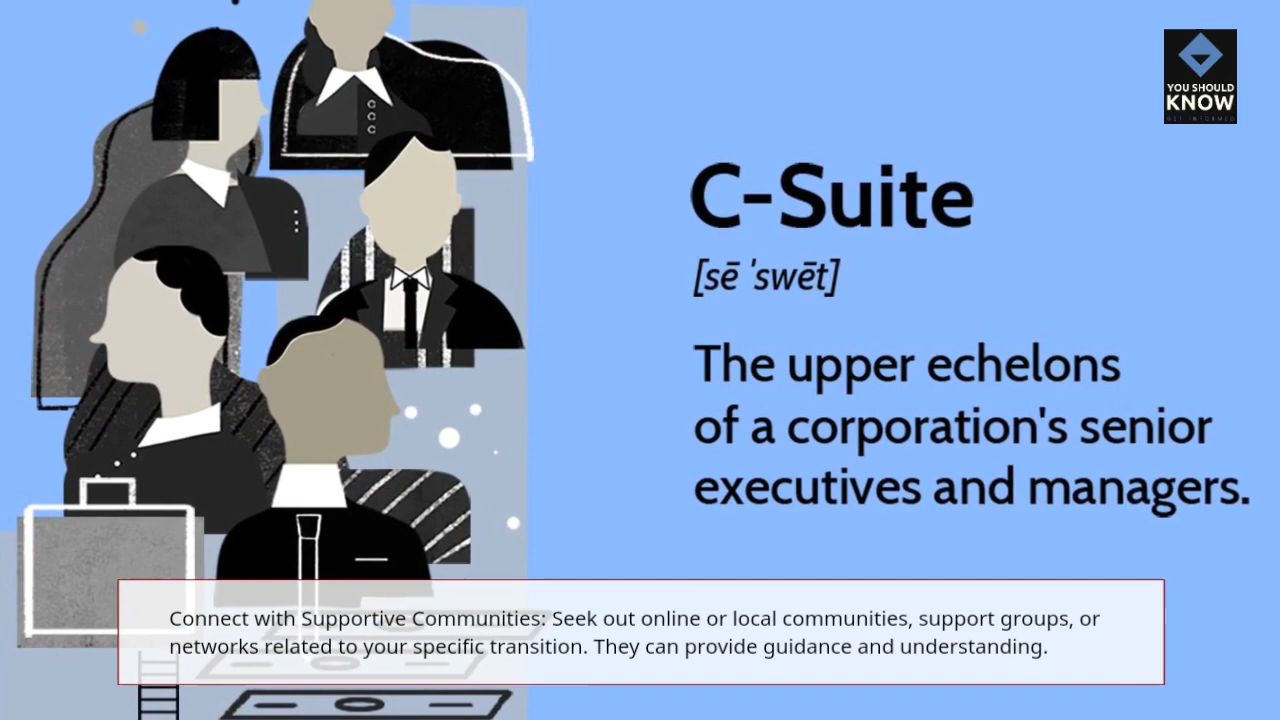 YOU SHOULD
KNOW
GET INFORMED
C-Suite
[sē 'swēt]
The upper echelons
of a corporation's senior
executives and managers.
Connect with Supportive Communities: Seek out online or local communities, support groups, or
networks related to your specific transition. They can provide guidance and understanding.